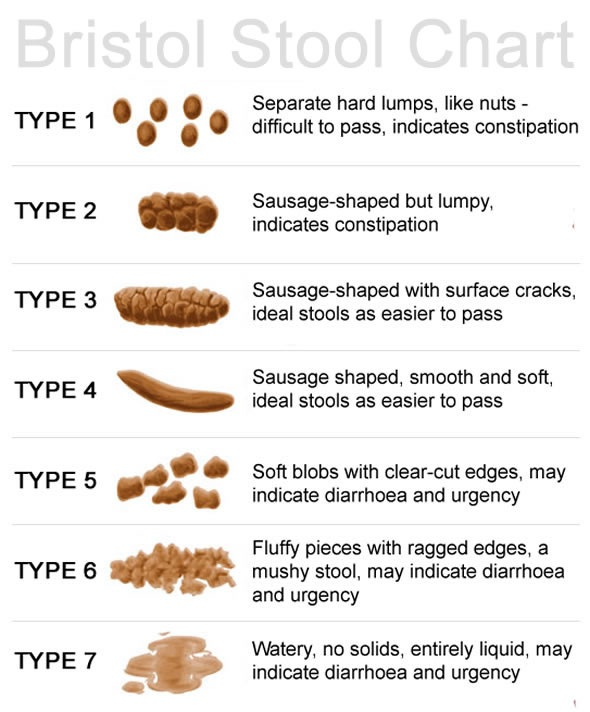 Bristol Stool Chart
TYPE 1
Separate hard lumps, like nuts -
difficult to pass, indicates constipation
TYPE 2
Sausage-shaped but lumpy,
indicates constipation
TYPE 3
Sausage-shaped with surface cracks,
ideal stools as easier to pass
TYPE 4
Sausage shaped, smooth and soft,
ideal stools as easier to pass
TYPE 5
Soft blobs with clear-cut edges, may
indicate diarrhoea and urgency
TYPE 6
Fluffy pieces with ragged edges, a
mushy stool, may indicate diarrhoea
and urgency
TYPE 7
Watery, no solids, entirely liquid, may
indicate diarrhoea and urgency